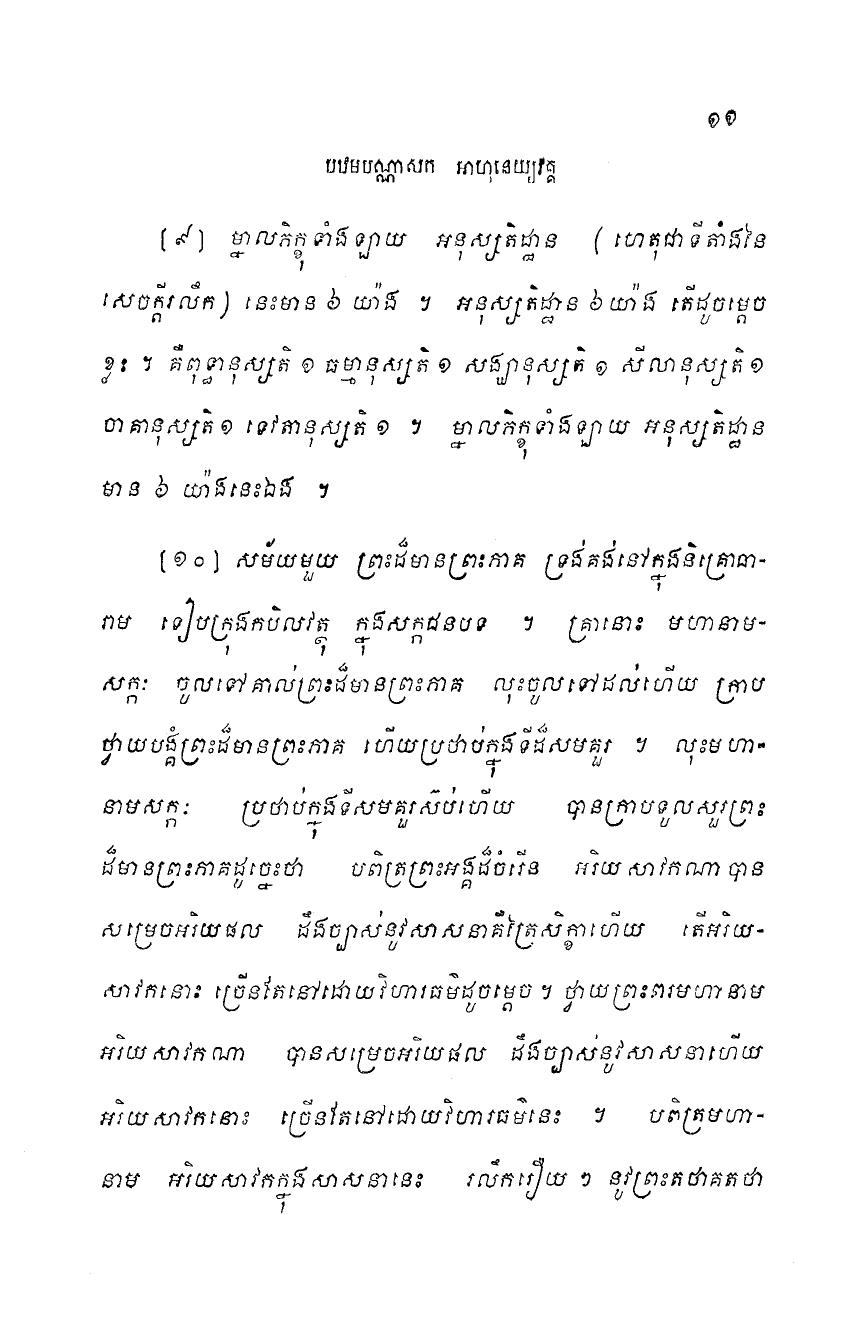 ១១
បឋមបណ្ណាសក អាហុនេយ្យវគ្គ
[៩] ម្នាលភិក្ខុទាំងឡាយ អនុស្សតិដ្ឋាន (ហេតុជាទីតាំងនៃ
សេចក្តីរលឹក) នេះមាន ៦ យ៉ាង ។ អនុស្សតិដ្ឋាន ៦ យ៉ាង តើដូចម្តេច
ខ្លះ ។ គឺពុទ្ធានុស្សតិ ១ ធម្មានុស្សតិ ១ សង្ឃានុស្សតិ ១ សីលានុស្សតិ ១
ចាគានុស្សតិ ១ ទេវតានុស្សតិ ១ ។ ម្នាលភិក្ខុទាំងឡាយ អនុស្សតិដ្ឋាន
មាន ៦ យ៉ាងនេះឯង ។
[១០] សម័យមួយ ព្រះដ៏មានព្រះភាគ ទ្រង់គង់នៅក្នុងនិគ្រោធា-
រាម ទៀបក្រុងកបិលវត្ថុ ក្នុងសក្កជនបទ ។ គ្រានោះ មហានាម-
សក្កៈ ចូលទៅគាល់ព្រះដ៏មានព្រះភាគ លុះចូលទៅដល់ហើយ ក្រាប
ថ្វាយបង្គំព្រះដ៏មានព្រះភាគ ហើយប្រថាប់ក្នុងទីដ៏សមគួរ ។ លុះមហា-
នាមសក្កៈ ប្រថាប់ក្នុងទីសមគួរស៊ប់ហើយ បានក្រាបទូលសួរព្រះ
ដ៏មានព្រះភាគដូច្នេះថា បពិត្រព្រះអង្គដ៏ចំរើន អរិយសាវកណា បាន
សម្រេចអរិយផល ដឹងច្បាស់នូវសាសនាគឺត្រៃសិក្ខាហើយ តើអរិយ-
សាវកនោះ ច្រើនតែនៅដោយវិហារធម៌ដូចម្តេច ។ ថ្វាយព្រះពរមហានាម
អរិយសាវកណា បានសម្រេចអរិយផល ដឹងច្បាស់នូវសាសនាហើយ
អរិយសាវកនោះ ច្រើនតែនៅដោយវិហារធម៌នេះ ។ បពិត្រមហា-
នាម អរិយសាវកក្នុងសាសនានេះ រលឹករឿយ ៗ នូវព្រះតថាគតថា